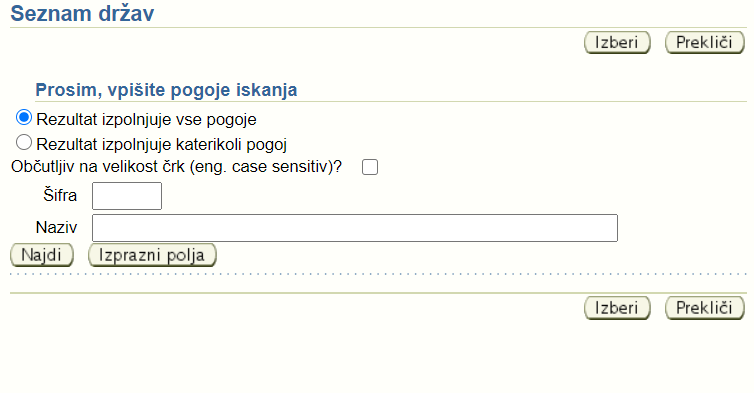 Seznam držav
Izberi Prekliči
Prosim, vpišite pogoje iskanja
Rezultat izpolnjuje vse pogoje
Rezultat izpolnjuje katerikoli pogoj
Občutljiv na velikost črk (eng. case sensitiv)?
Šifra
Naziv
Najdi Izprazni polja
Izberi Prekliči